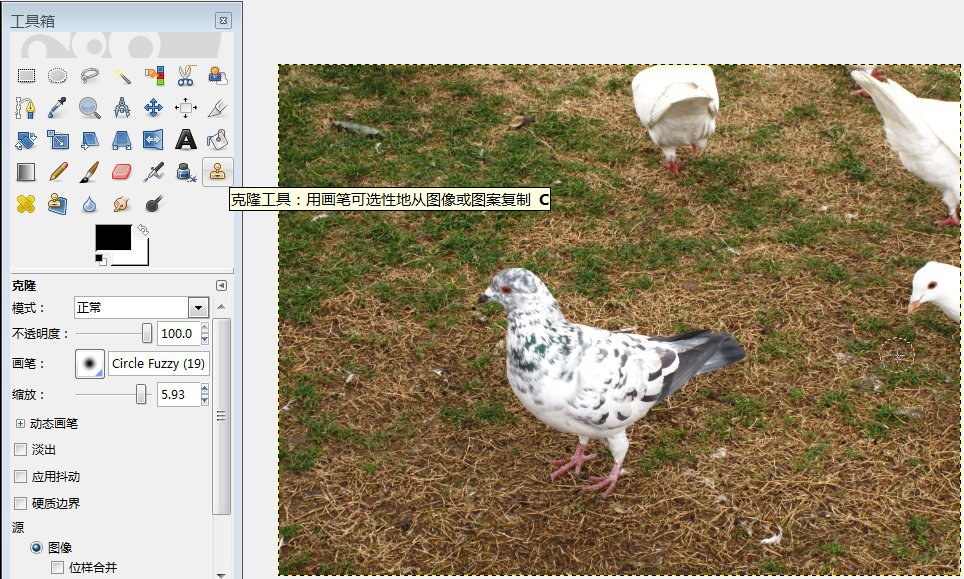 工具箱
克隆工具：用画笔可选性地从图像或图案复制 C
克隆
模式：
正常
不透明度：
100.0
画笔：
Circle Fuzzy (19)
缩放：
5.93
动态画笔
淡出
应用抖动
硬质边界
源
图像
位样合并